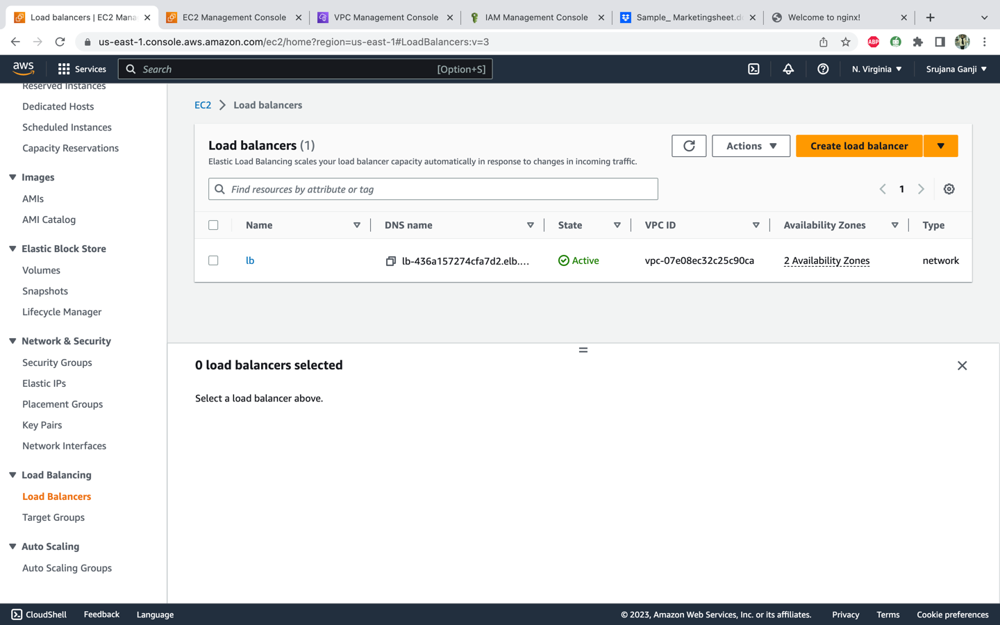 Load balancers | EC2 Mana
EC2 Management Console
VPC Management Console
IAM Management Console
Sample_ Marketingsheet.d
Welcome to nginx!
us-east-1.console.aws.amazon.com/ec2/home?region=us-east-1#LoadBalancers:v=3
ABP
aws
Services
Search
[Option+S]
N. Virginia
Srujana Ganji
Reserved Instances
Dedicated Hosts
Scheduled Instances
Capacity Reservations
Images
AMIs
AMI Catalog
Elastic Block Store
Volumes
Snapshots
Lifecycle Manager
Network & Security
Security Groups
Elastic IPs
Placement Groups
Key Pairs
Network Interfaces
Load Balancing
Load Balancers
Target Groups
Auto Scaling
Auto Scaling Groups
EC2 > Load balancers
Load balancers (1)
Elastic Load Balancing scales your load balancer capacity automatically in response to changes in incoming traffic.
Actions
Create load balancer
Find resources by attribute or tag
1
Name DNS name State VPC ID Availability Zones Type
lb lb-436a157274cfa7d2.elb.... Active vpc-07e08ec32c25c90ca 2 Availability Zones network
0 load balancers selected
Select a load balancer above.
CloudShell Feedback Language
© 2023, Amazon Web Services, Inc. or its affiliates. Privacy Terms Cookie preferences